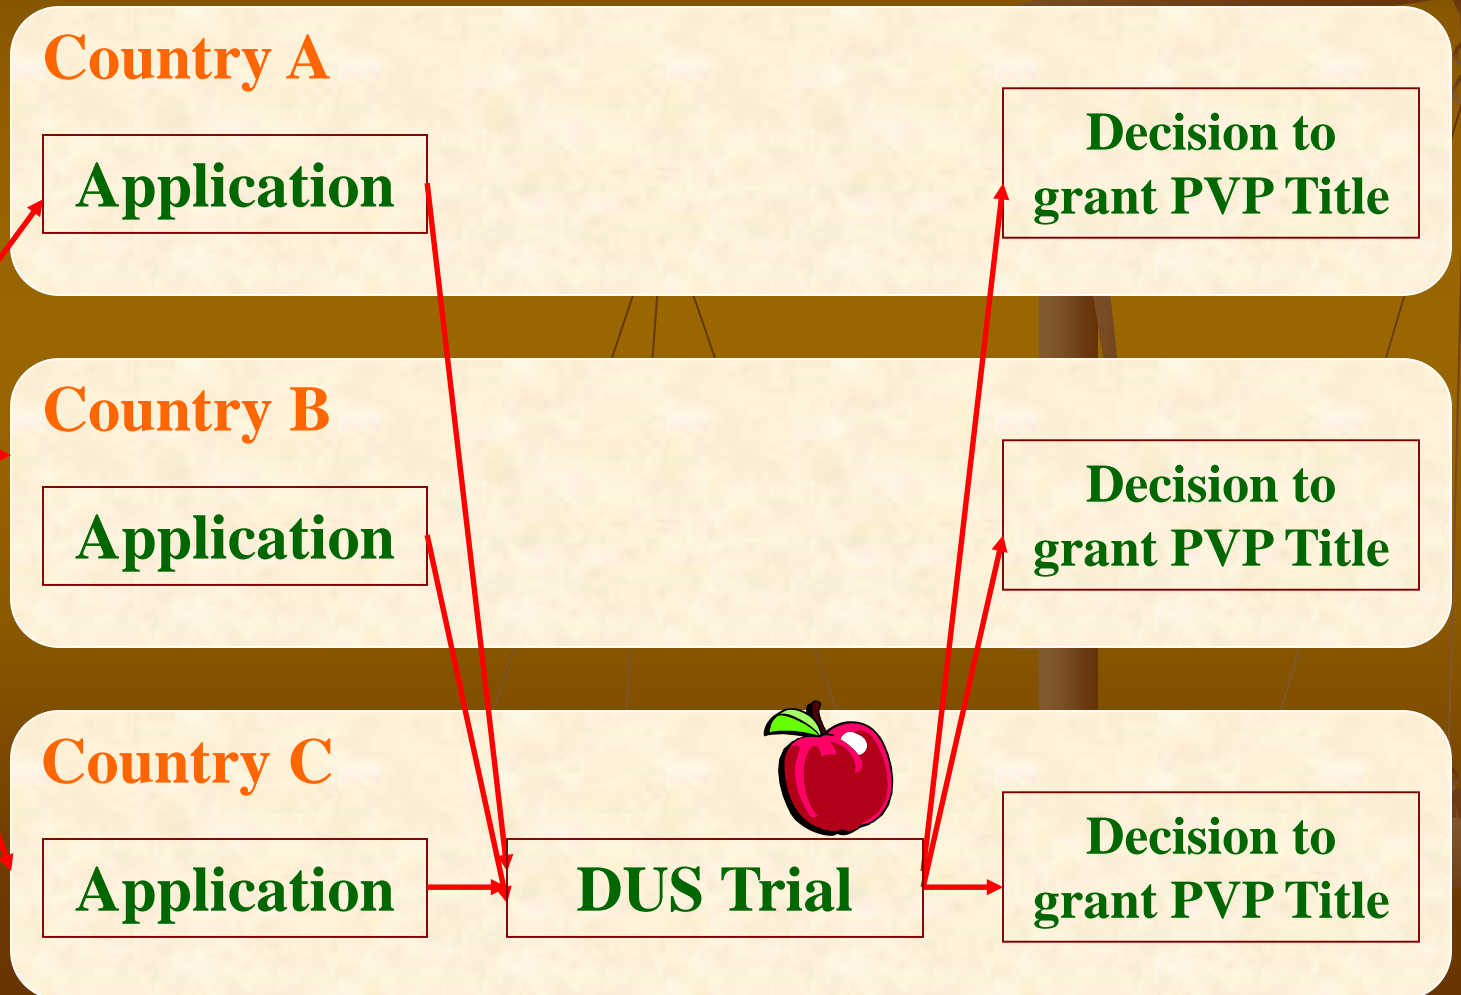 Country A
Application
Decision to
grant PVP Title
Country B
Application
Decision to
grant PVP Title
Country C
Application
DUS Trial
Decision to
grant PVP Title